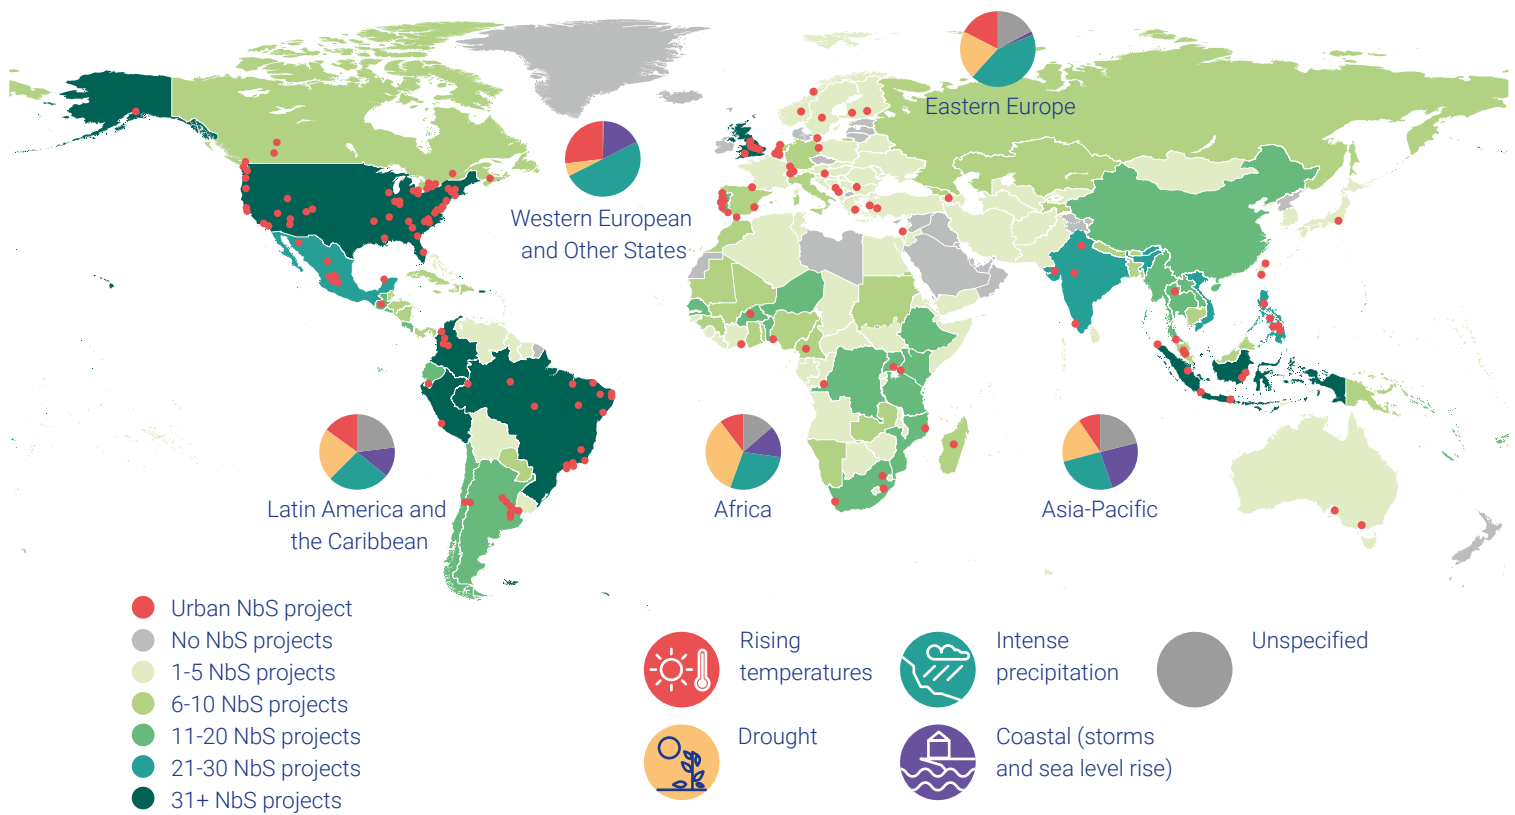 Eastern Europe
Western European
and Other States
Latin America and
the Caribbean
Africa
Asia-Pacific
Urban NbS project
No NbS projects
1-5 NbS projects
6-10 NbS projects
11-20 NbS projects
21-30 NbS projects
31+ NbS projects
Rising
temperatures
Drought
Intense
precipitation
Coastal (storms
and sea level rise)
Unspecified